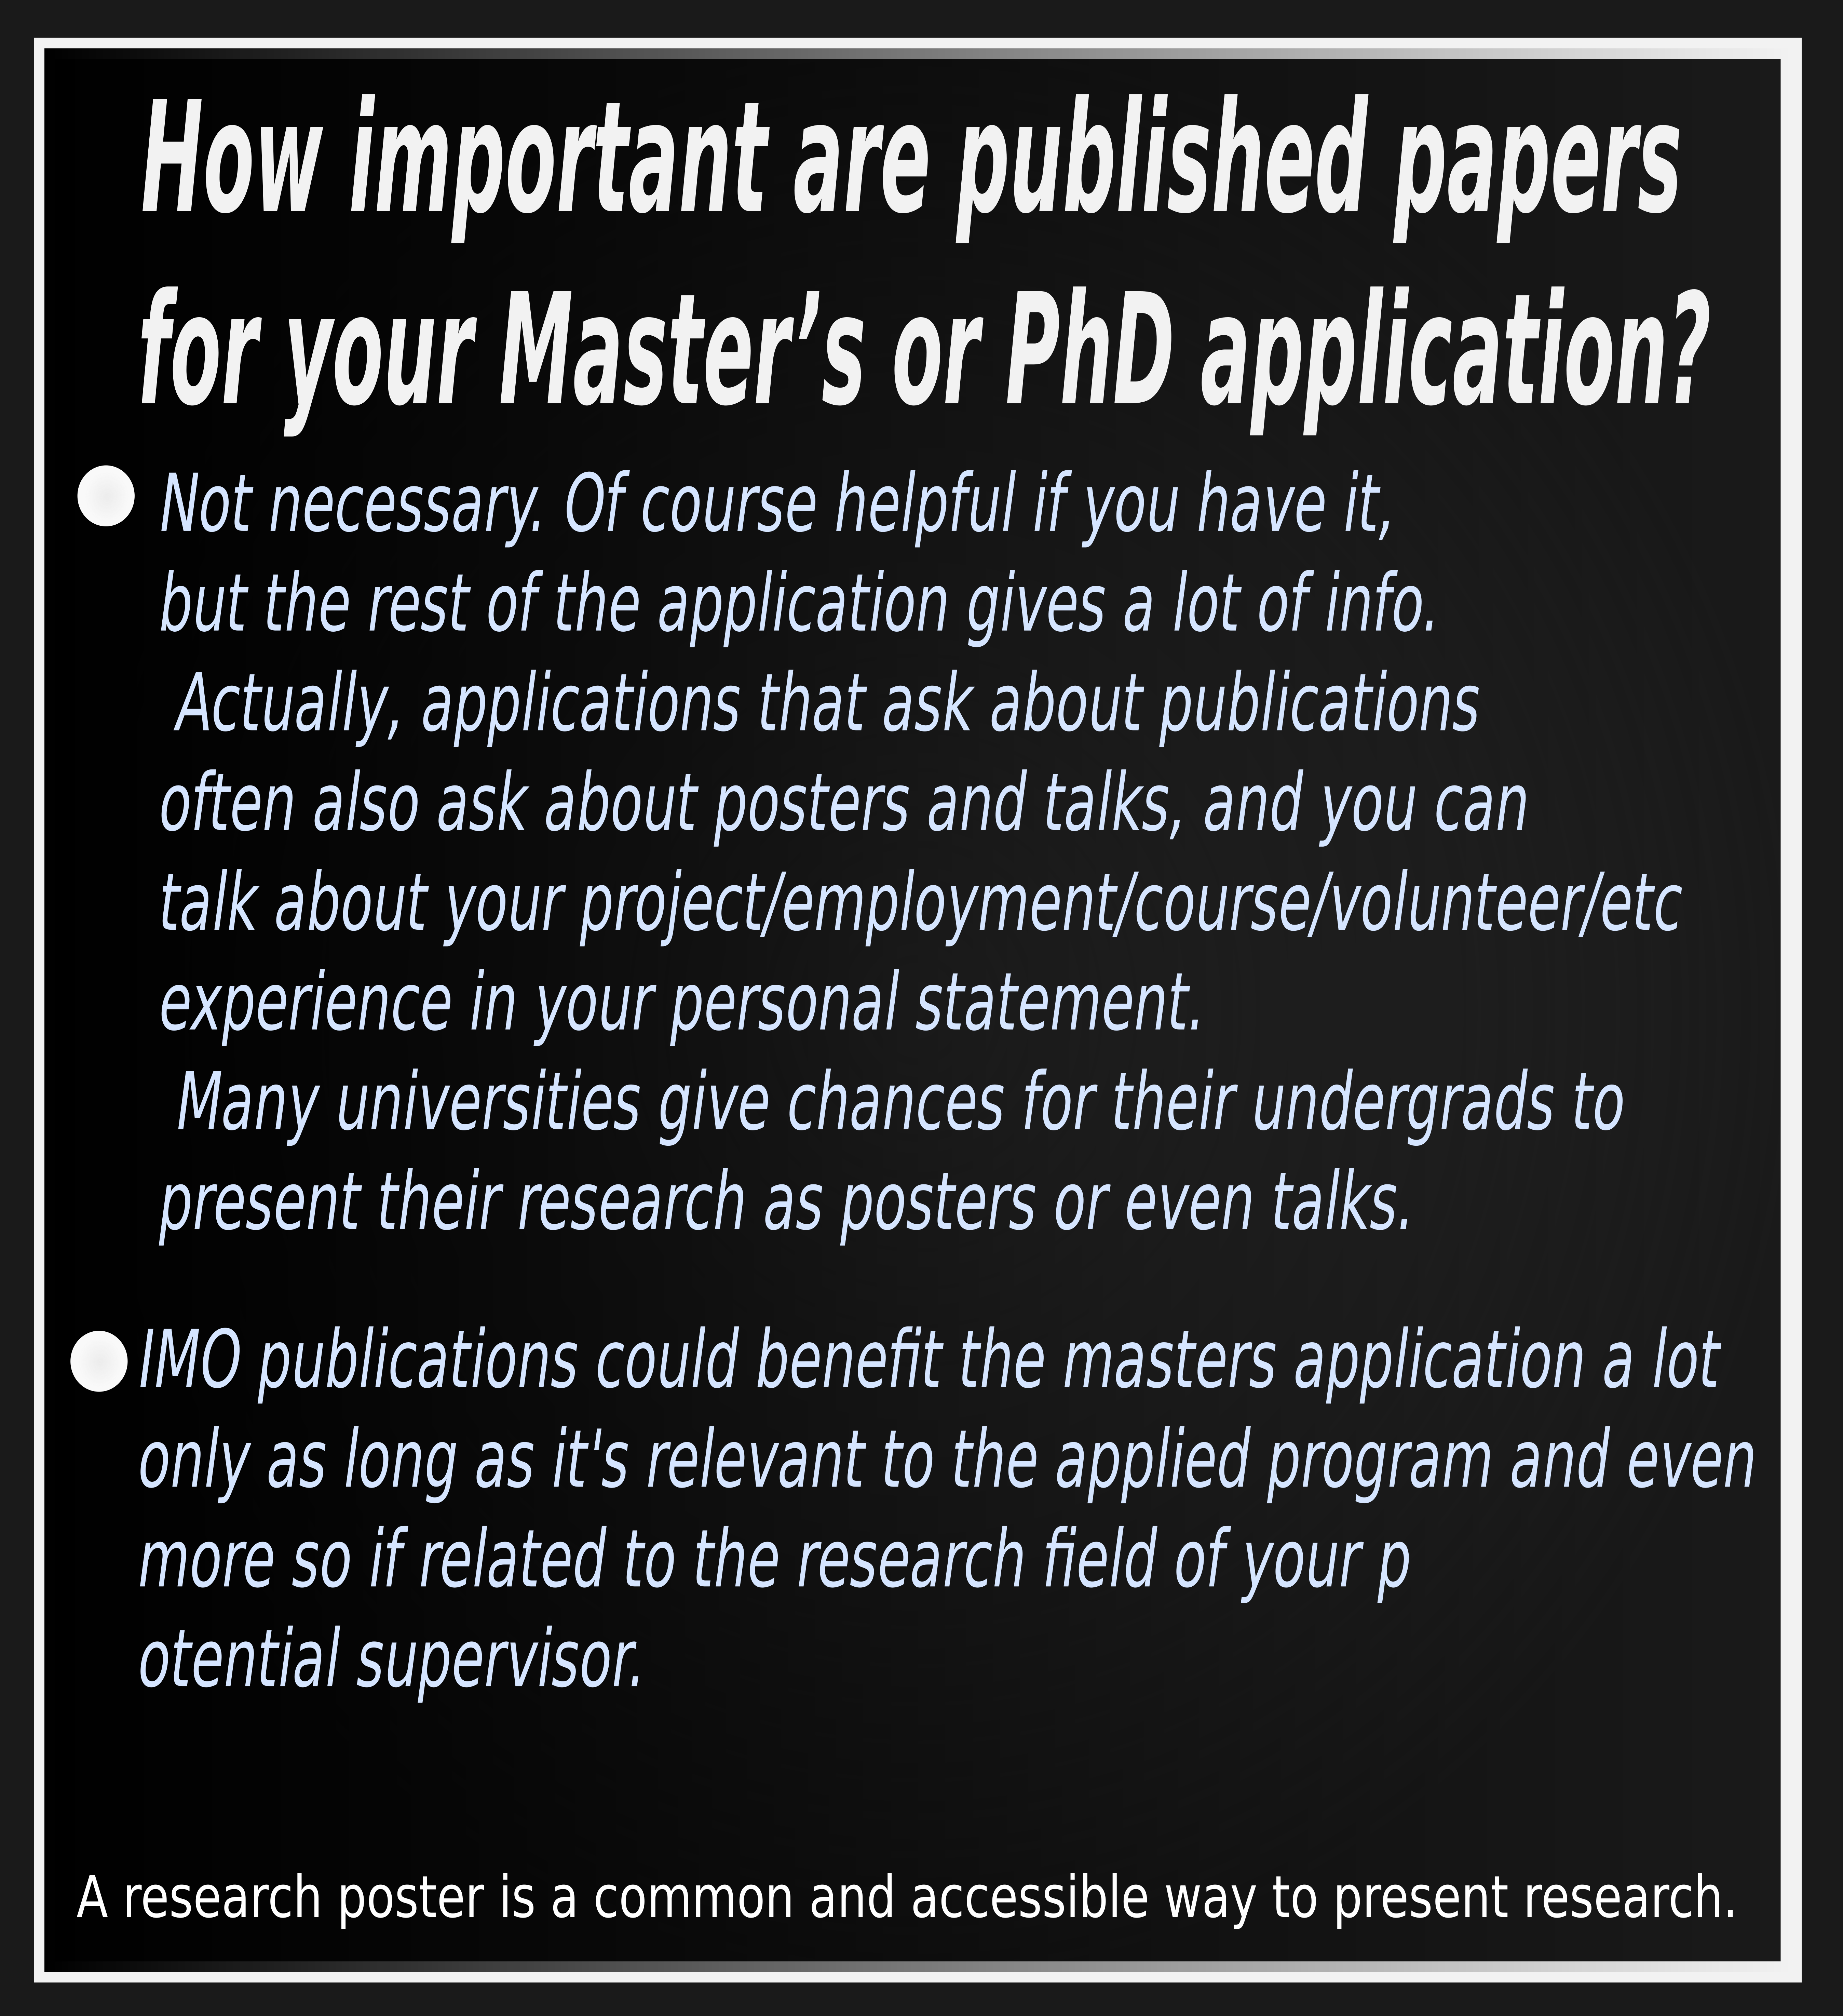 How important are published papers
for your Master’s or PhD application?
Not necessary. Of course helpful if you have it,
but the rest of the application gives a lot of info.
Actually, applications that ask about publications
often also ask about posters and talks, and you can
talk about your project/employment/course/volunteer/etc
experience in your personal statement.
Many universities give chances for their undergrads to
present their research as posters or even talks.
IMO publications could benefit the masters application a lot
only as long as it's relevant to the applied program and even
more so if related to the research field of your p
otential supervisor.
A research poster is a common and accessible way to present research.